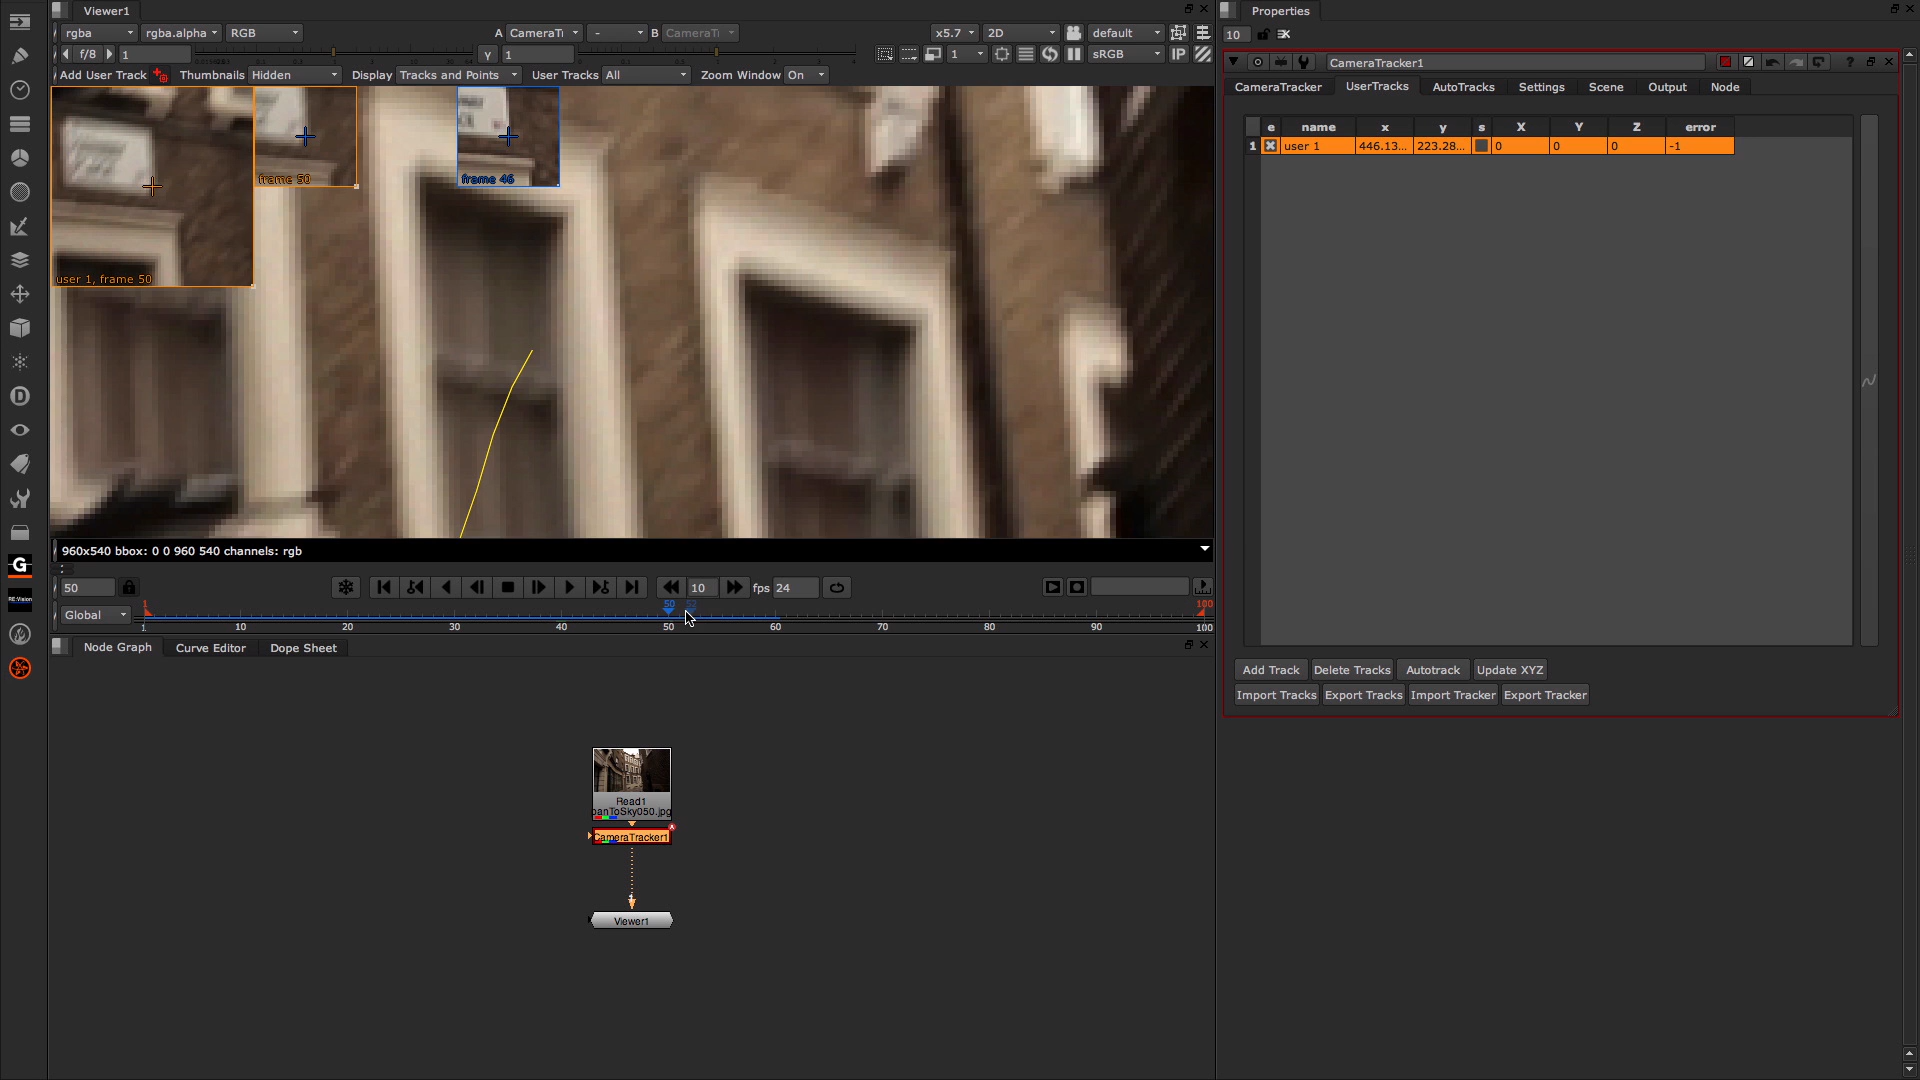 Viewer1
rgba rgba.alpha RGB A CameraTi - B CameraTi x5.7 2D default
f/8 1 y 1 1 sRGB IP
Add User Track Thumbnails Hidden Display Tracks and Points User Tracks All Zoom Window On
frame 50
frame 46
user 1, frame 50
960x540 bbox: 0 0 960 540 channels: rgb
50 10 fps 24
Global
1 50 52 100
1 10 20 30 40 50 60 70 80 90 100
Node Graph Curve Editor Dope Sheet
Read1
panToSky050.jpg
CameraTracker1
Viewer1
Properties
10
CameraTracker1
CameraTracker UserTracks AutoTracks Settings Scene Output Node
e name x y s X Y Z error
1 user 1 446.13... 223.28... 0 0 0 -1
Add Track Delete Tracks Autotrack Update XYZ
Import Tracks Export Tracks Import Tracker Export Tracker
D
G
RE:Vision